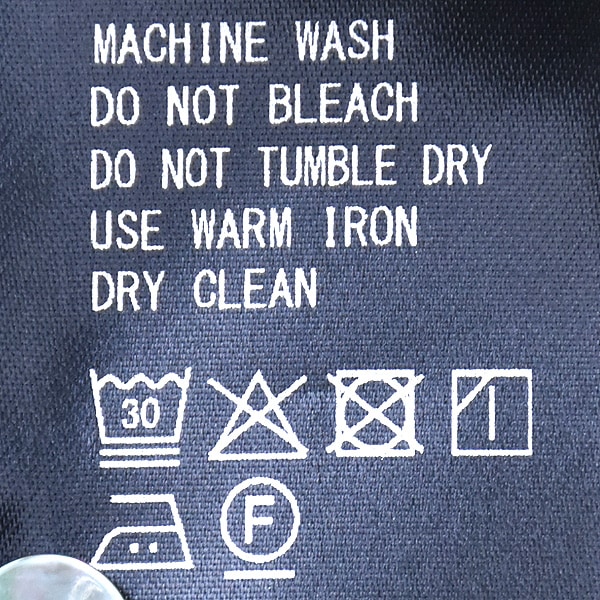 MACHINE WASH
DO NOT BLEACH
DO NOT TUMBLE DRY
USE WARM IRON
DRY CLEAN
30
F